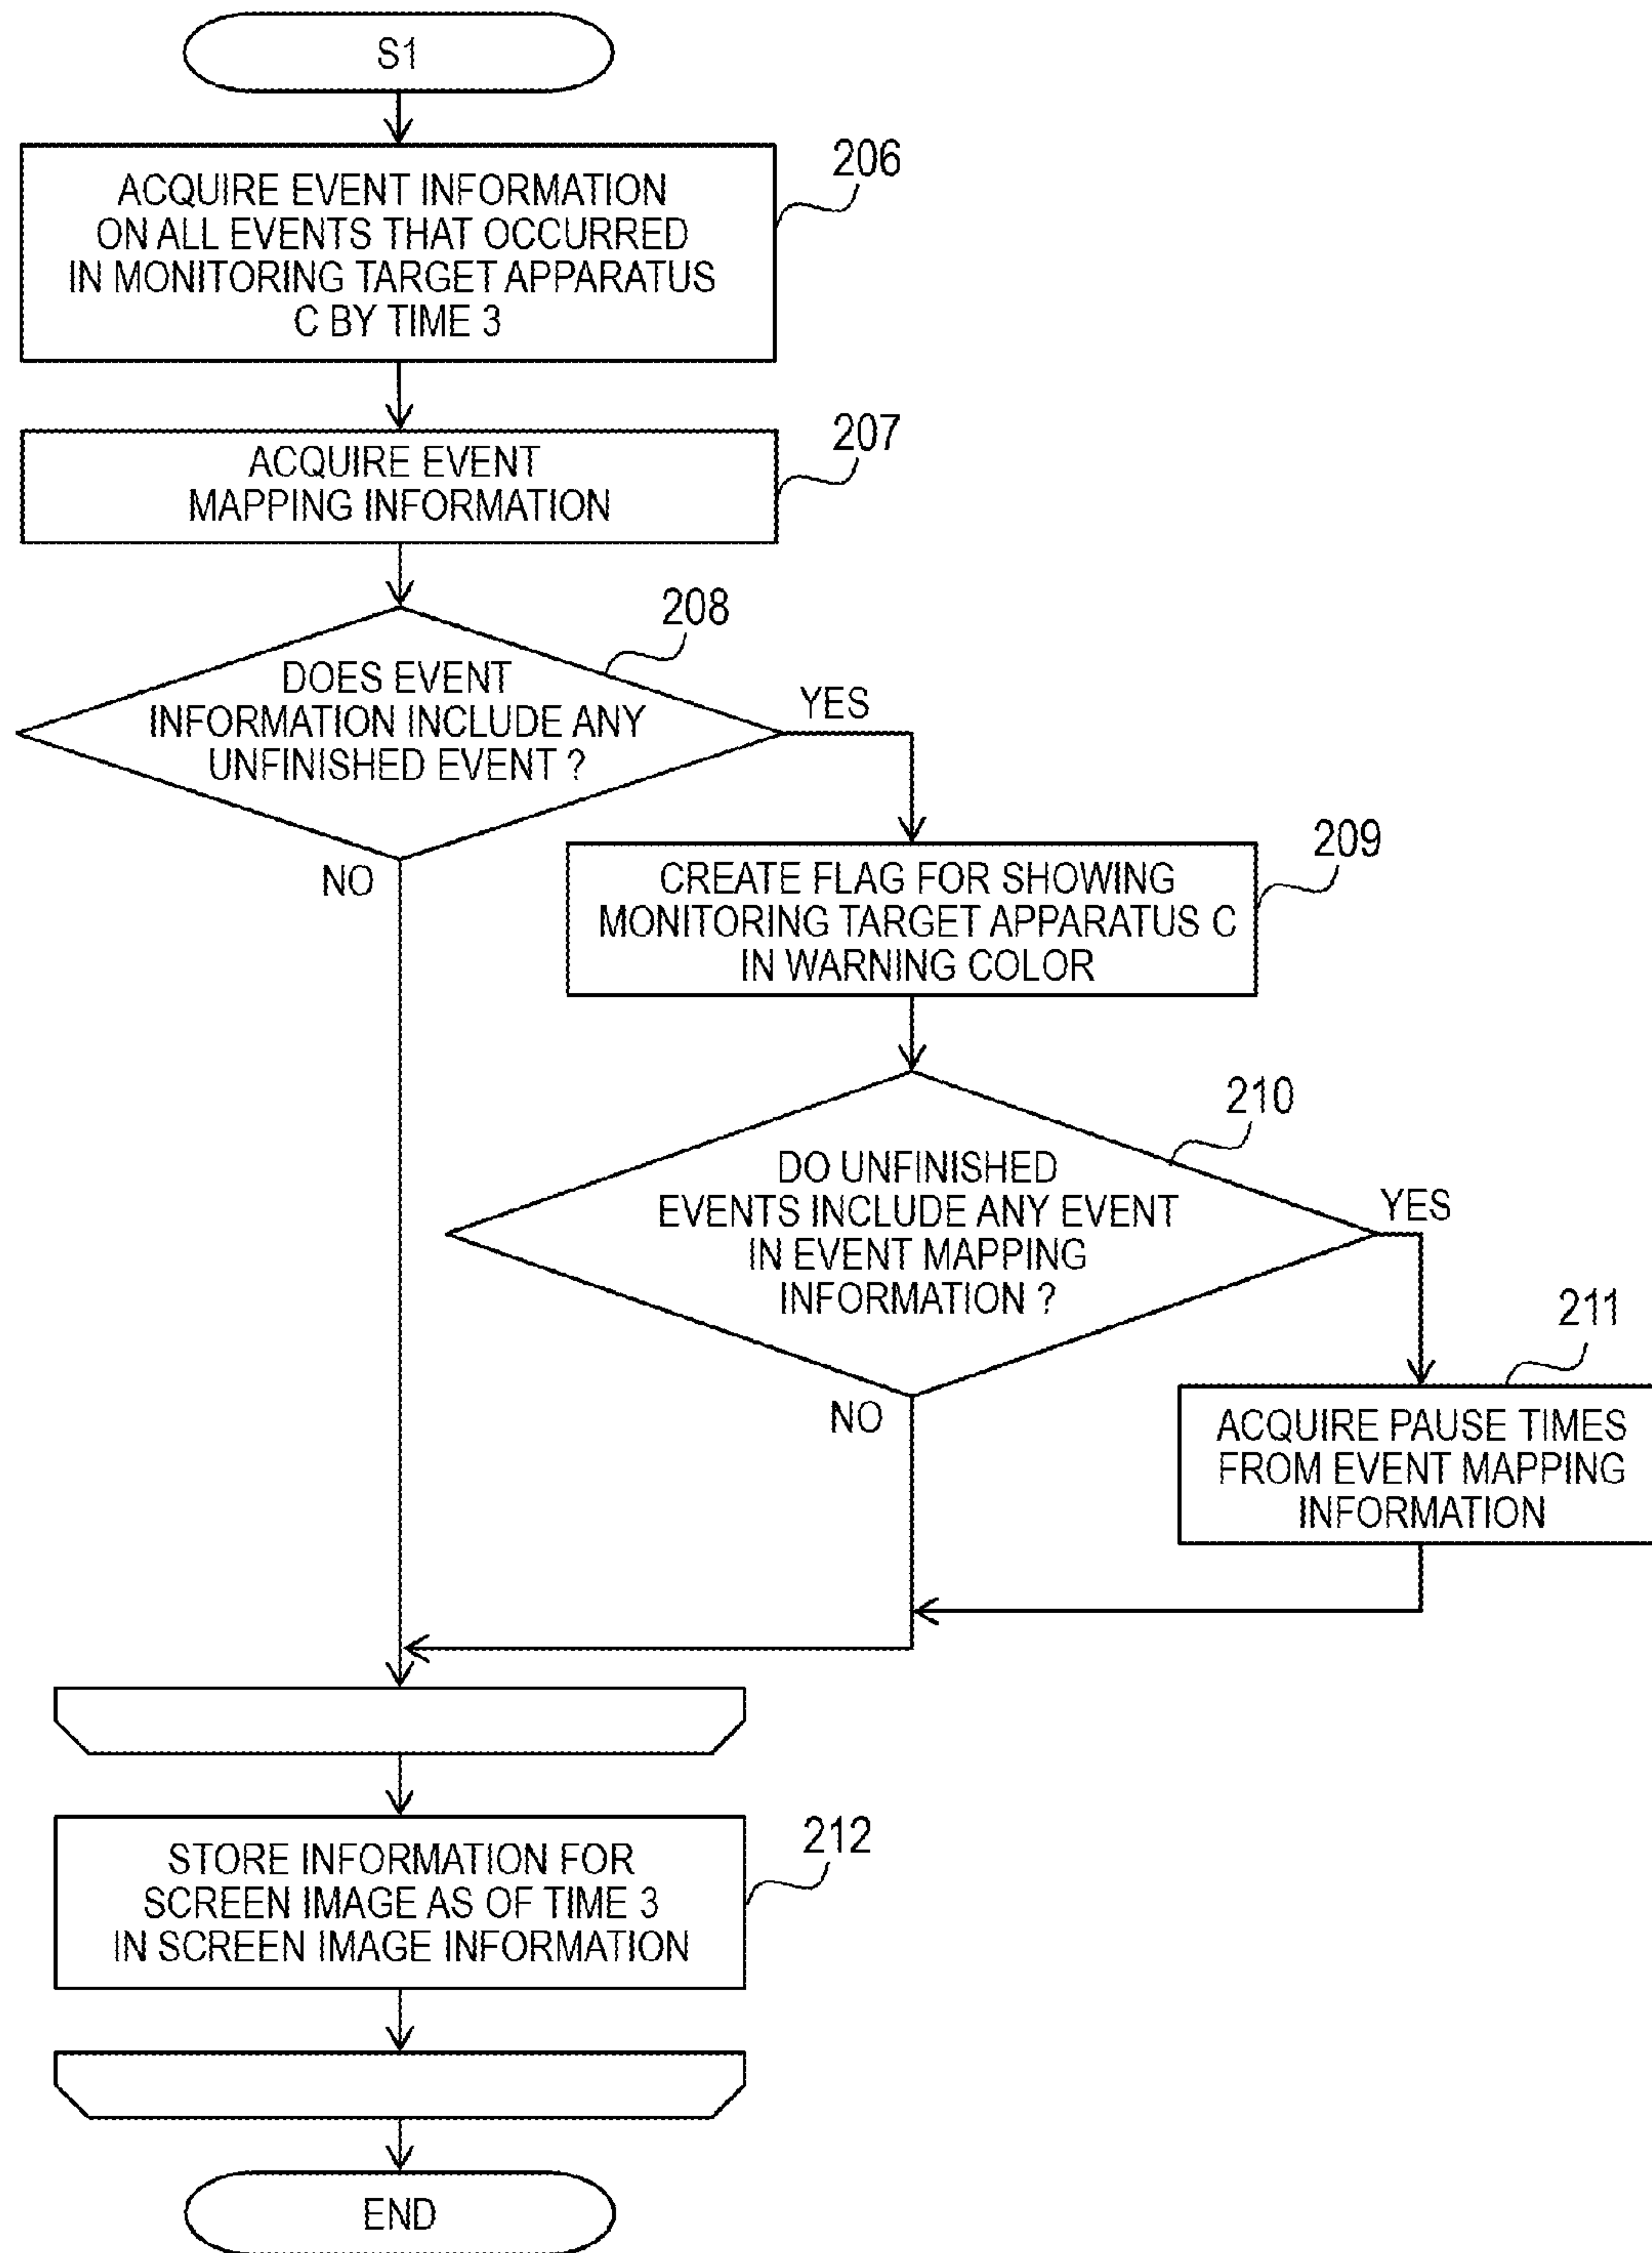 S1
ACQUIRE EVENT INFORMATION
ON ALL EVENTS THAT OCCURRED
IN MONITORING TARGET APPARATUS
C BY TIME 3
206
ACQUIRE EVENT
MAPPING INFORMATION
207
DOES EVENT
INFORMATION INCLUDE ANY
UNFINISHED EVENT ?
208
YES
NO
CREATE FLAG FOR SHOWING
MONITORING TARGET APPARATUS C
IN WARNING COLOR
209
DO UNFINISHED
EVENTS INCLUDE ANY EVENT
IN EVENT MAPPING
INFORMATION ?
210
YES
NO
211
ACQUIRE PAUSE TIMES
FROM EVENT MAPPING
INFORMATION
STORE INFORMATION FOR
SCREEN IMAGE AS OF TIME 3
IN SCREEN IMAGE INFORMATION
212
END